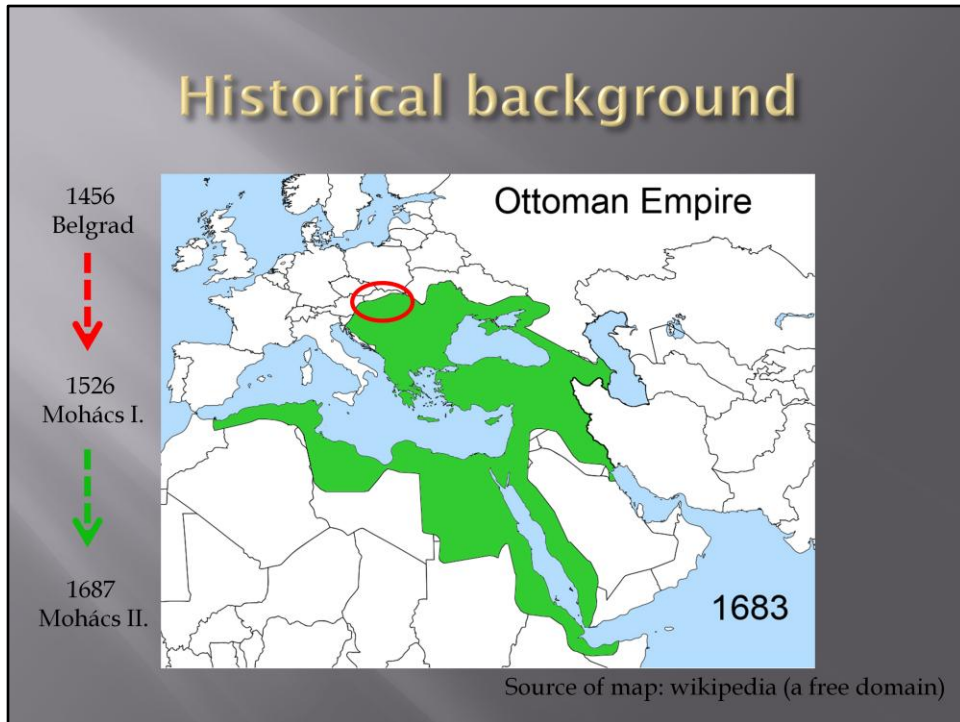 Historical background
1456
Belgrad
1526
Mohács I.
1687
Mohács II.
Ottoman Empire
1683
Source of map: wikipedia (a free domain)